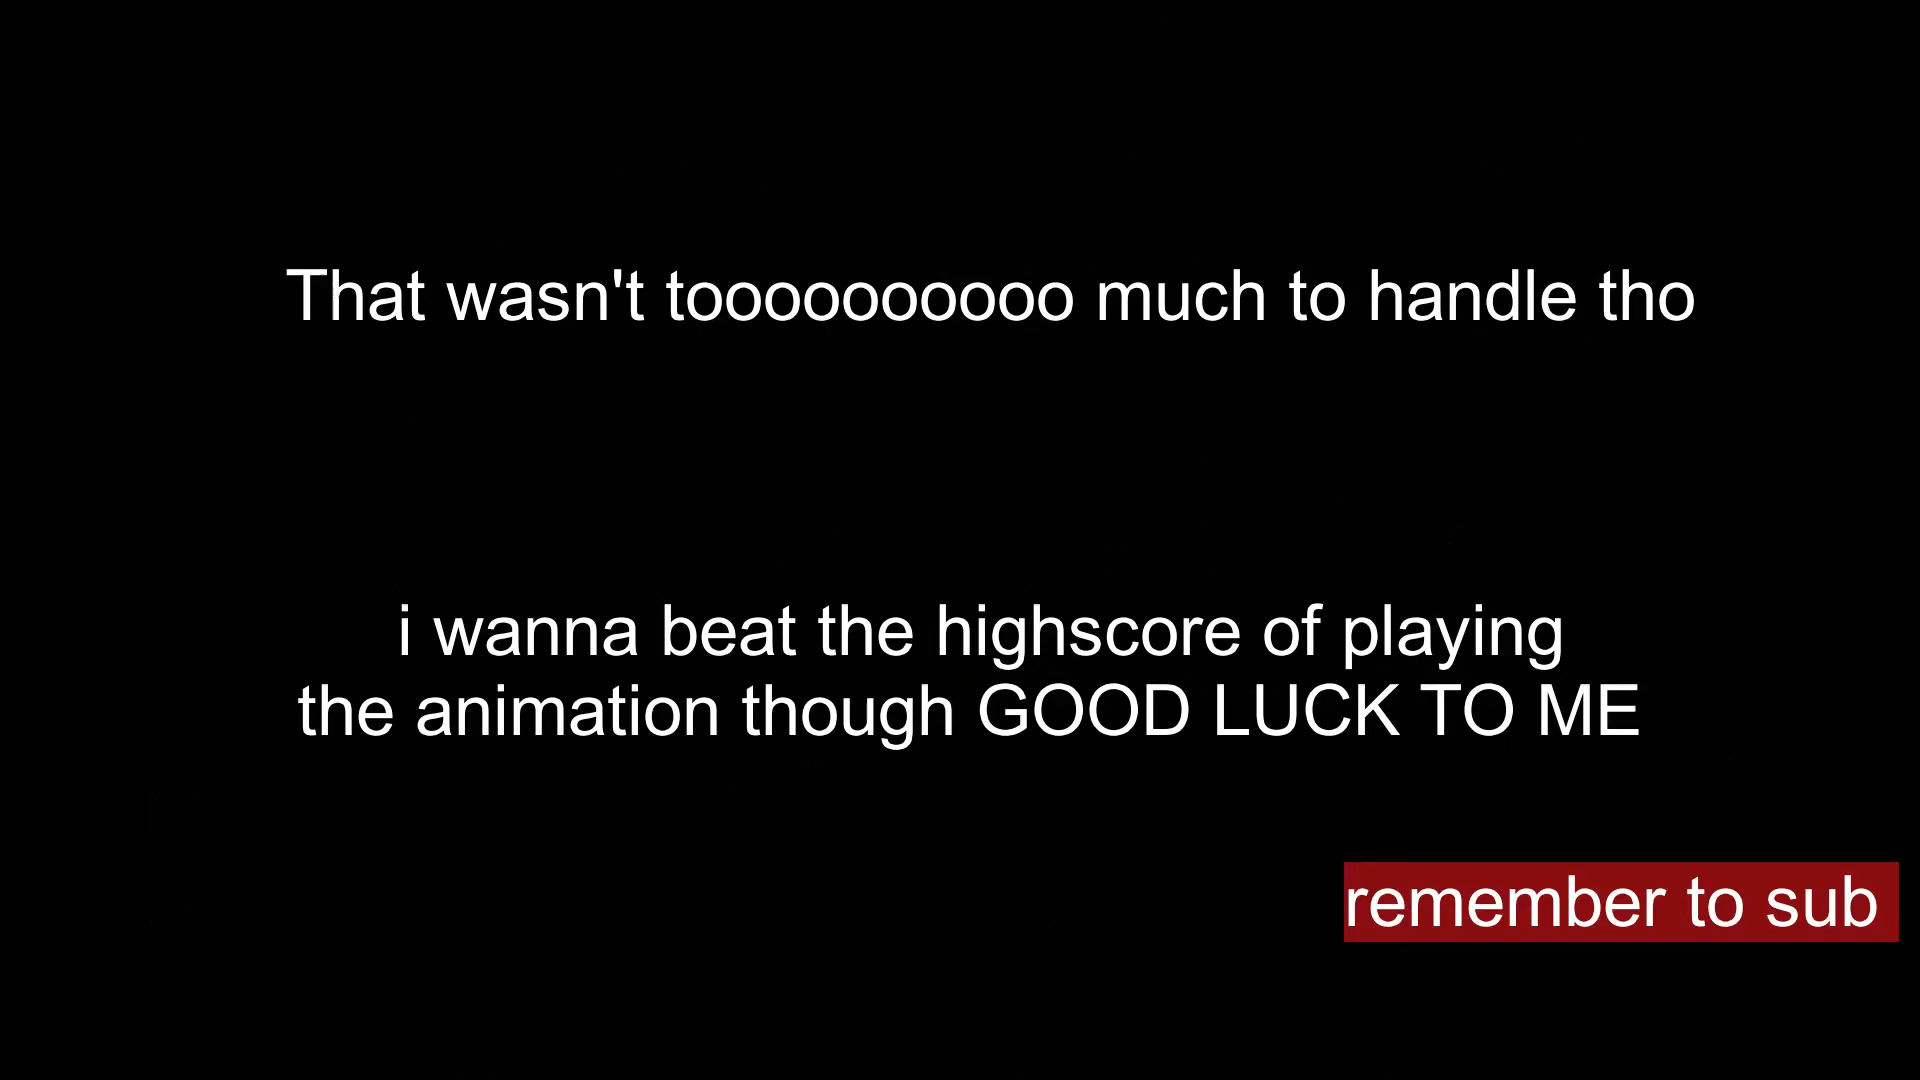 That wasn't toooooooooo much to handle tho
i wanna beat the highscore of playing
the animation though GOOD LUCK TO ME
remember to sub